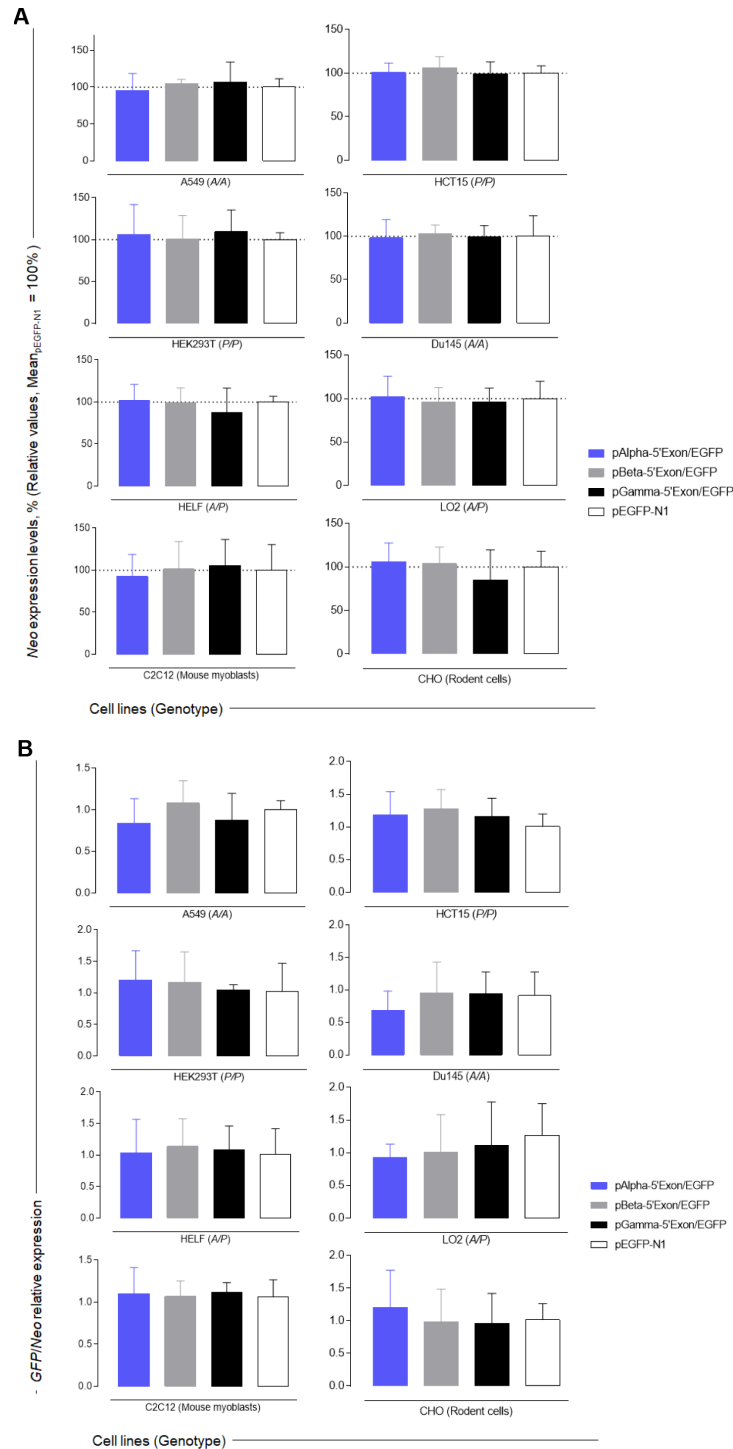 A
Neo expression levels, % (Relative values, MeanpEGFP-N1 = 100%)
150
100
50
0
A549 (A/A)
150
100
50
0
HCT15 (P/P)
150
100
50
0
HEK293T (P/P)
150
100
50
0
Du145 (A/A)
150
100
50
0
HELF (A/P)
150
100
50
0
LO2 (A/P)
150
100
50
0
C2C12 (Mouse myoblasts)
150
100
50
0
CHO (Rodent cells)
pAlpha-5'Exon/EGFP
pBeta-5'Exon/EGFP
pGamma-5'Exon/EGFP
pEGFP-N1
Cell lines (Genotype)
B
- GFP/Neo relative expression
1.5
1.0
0.5
0.0
A549 (A/A)
2.0
1.5
1.0
0.5
0.0
HCT15 (P/P)
2.0
1.5
1.0
0.5
0.0
HEK293T (P/P)
2.0
1.5
1.0
0.5
0.0
Du145 (A/A)
2.0
1.5
1.0
0.5
0.0
HELF (A/P)
2.0
1.5
1.0
0.5
0.0
LO2 (A/P)
1.5
1.0
0.5
0.0
C2C12 (Mouse myoblasts)
2.0
1.5
1.0
0.5
0.0
CHO (Rodent cells)
pAlpha-5'Exon/EGFP
pBeta-5'Exon/EGFP
pGamma-5'Exon/EGFP
pEGFP-N1
Cell lines (Genotype)